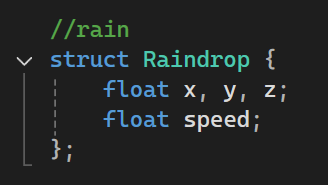 //rain
struct Raindrop {
    float x, y, z;
    float speed;
};